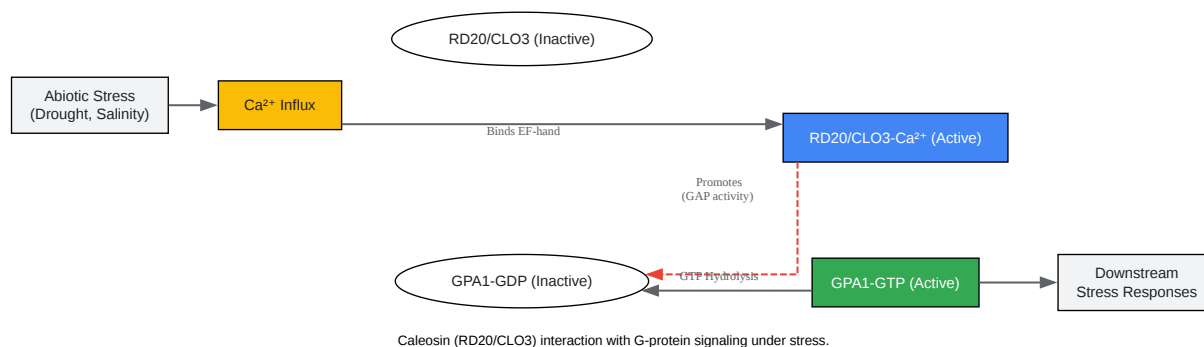 RD20/CLO3 (Inactive)
Abiotic Stress
(Drought, Salinity)
Ca²⁺ Influx
Binds EF-hand
RD20/CLO3-Ca²⁺ (Active)
Promotes
(GAP activity)
GPA1-GDP (Inactive)
GTP Hydrolysis
GPA1-GTP (Active)
Downstream
Stress Responses
Caleosin (RD20/CLO3) interaction with G-protein signaling under stress.